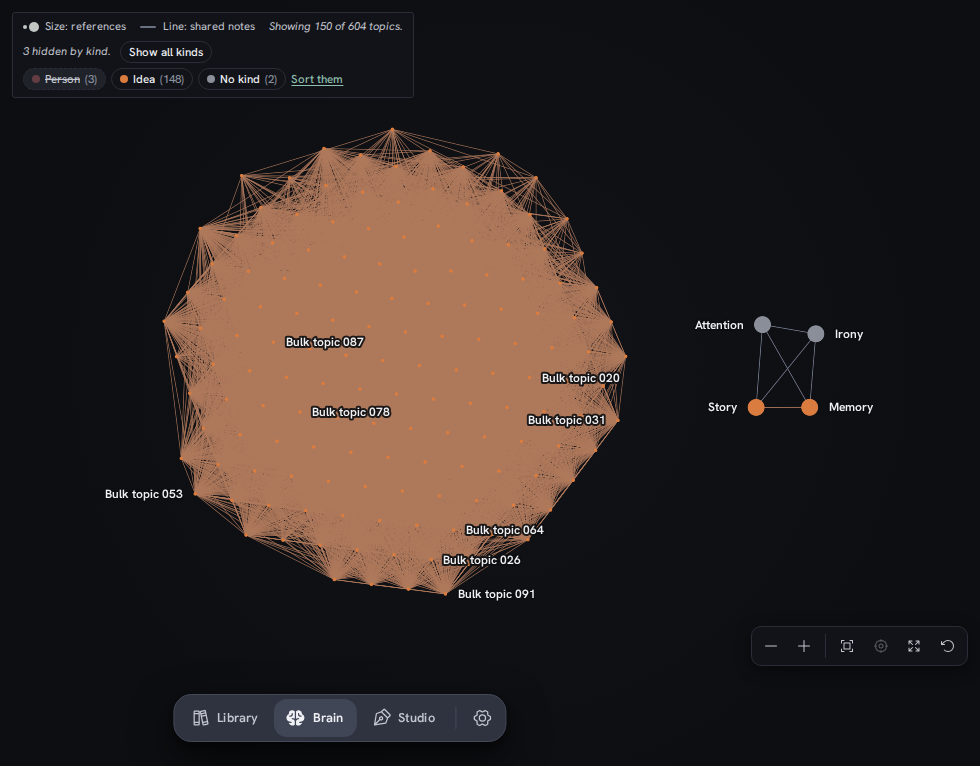 Size: references Line: shared notes Showing 150 of 604 topics.
3 hidden by kind. Show all kinds
Person (3) Idea (148) No kind (2) Sort them
Attention
Irony
Bulk topic 087
Bulk topic 020
Story
Memory
Bulk topic 078
Bulk topic 031
Bulk topic 053
Bulk topic 064
Bulk topic 026
Bulk topic 091
Library Brain Studio